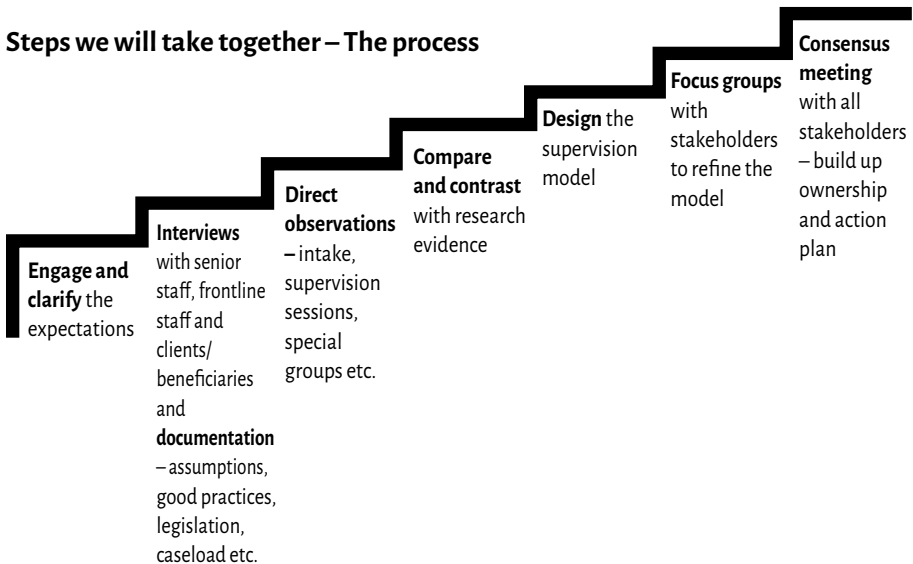 Steps we will take together – The process
Engage and
clarify the
expectations
Interviews
with senior
staff, frontline
staff and
clients/
beneficiaries
and
documentation
– assumptions,
good practices,
legislation,
caseload etc.
Direct
observations
– intake,
supervision
sessions,
special
groups etc.
Compare
and contrast
with research
evidence
Design the
supervision
model
Focus groups
with
stakeholders
to refine the
model
Consensus
meeting
with all
stakeholders
– build up
ownership
and action
plan